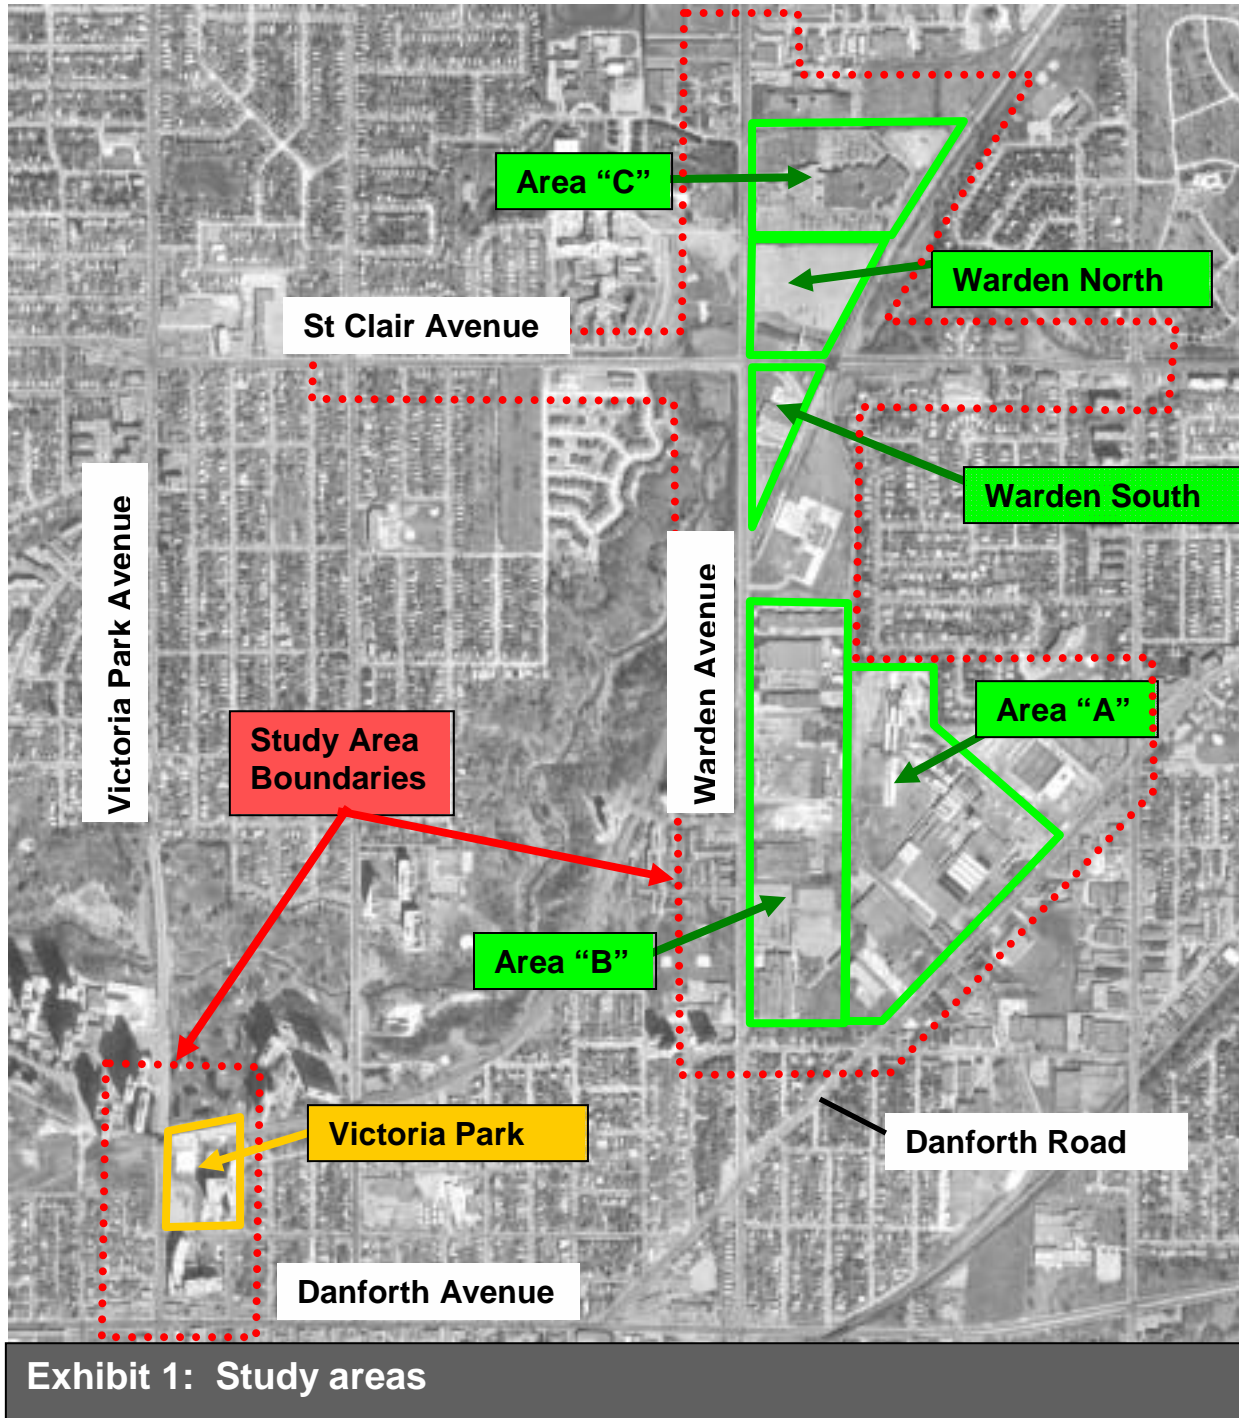 Area “C”
Warden North
St Clair Avenue
Warden South
Victoria Park Avenue
Warden Avenue
Area “A”
Study Area
Boundaries
Area “B”
Victoria Park
Danforth Road
Danforth Avenue
Exhibit 1: Study areas